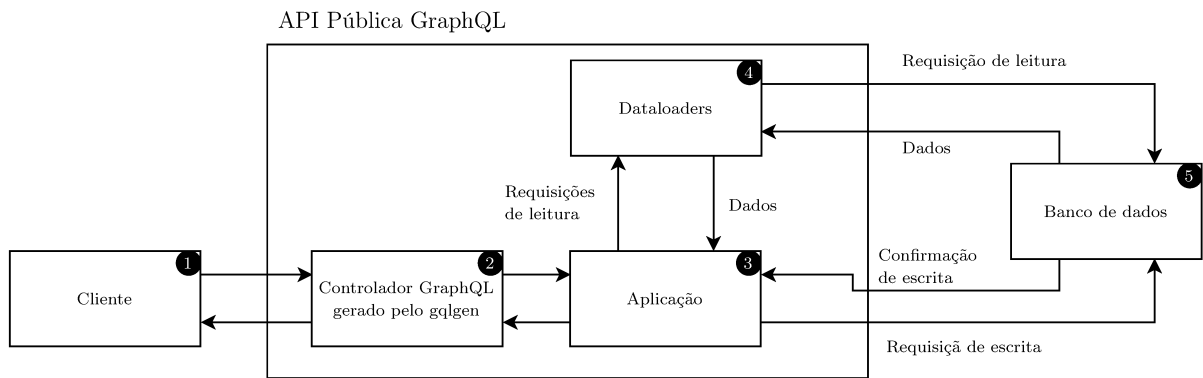 API Pública GraphQL
4
Requisição de leitura
Dataloaders
Dados
5
Requisições
de leitura
Dados
Banco de dados
1
2
3
Confirmação
de escrita
Cliente
Controlador GraphQL
gerado pelo gqlgen
Aplicação
Requisiçã de escrita